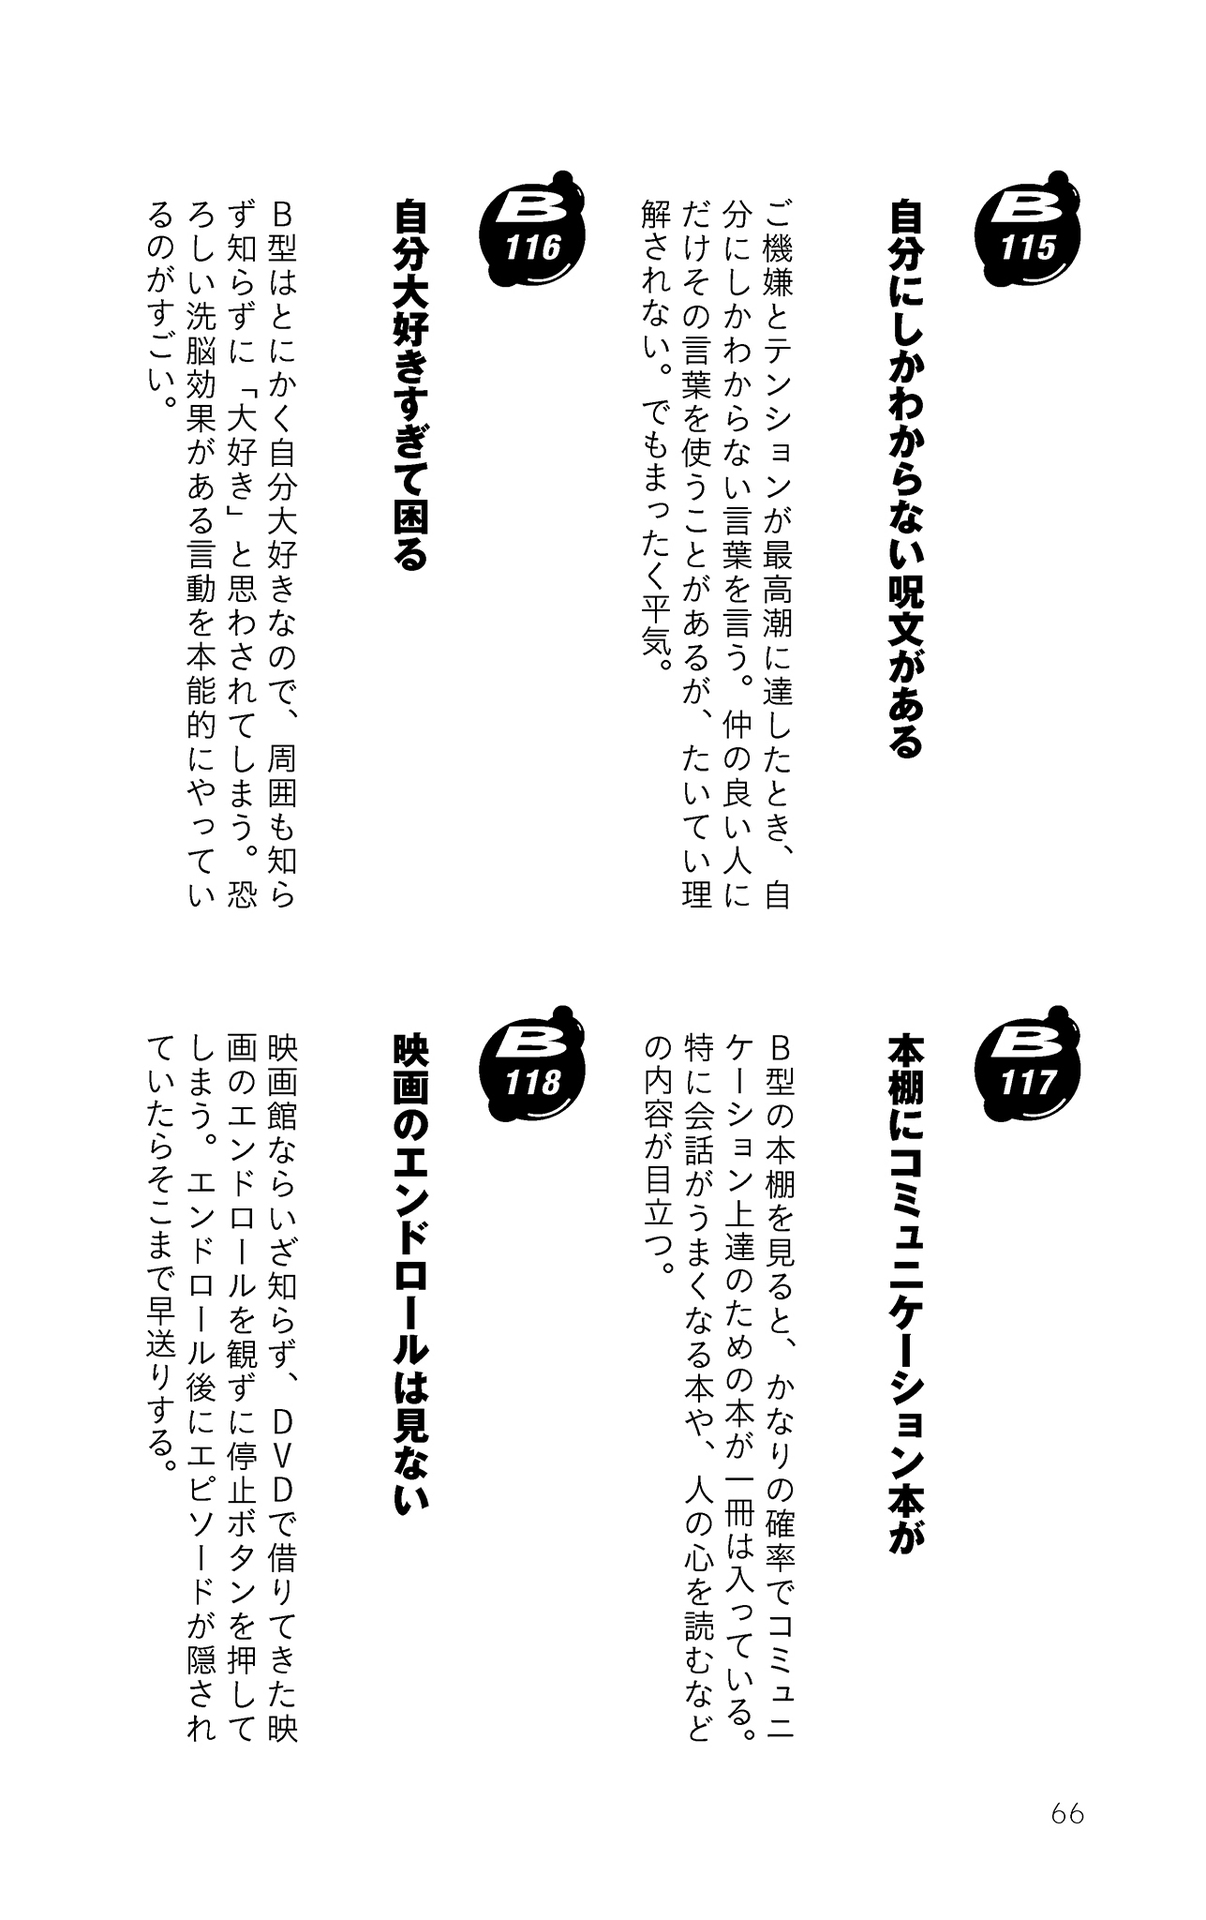 B
115
自分にしかわからない呪文がある
ご機嫌とテンションが最高潮に達したとき、自
分にしかわからない言葉を言う。仲の良い人に
だけその言葉を使うことがあるが、たいてい理
解されない。でもまったく平気。
B
116
自分大好きすぎて困る
B型はとにかく自分大好きなので、周囲も知ら
ず知らずに「大好き」と思わされてしまう。恐
ろしい洗脳効果がある言動を本能的にやってい
るのがすごい。
B
117
本棚にコミュニケーション本が
B型の本棚を見ると、かなりの確率でコミュニ
ケーション上達のための本が一冊は入っている。
特に会話がうまくなる本や、人の心を読むなど
の内容が目立つ。
B
118
映画のエンドロールは見ない
映画館ならいざ知らず、DVDで借りてきた映
画のエンドロールを観ずに停止ボタンを押して
しまう。エンドロール後にエピソードが隠され
ていたらそこまで早送りする。
66